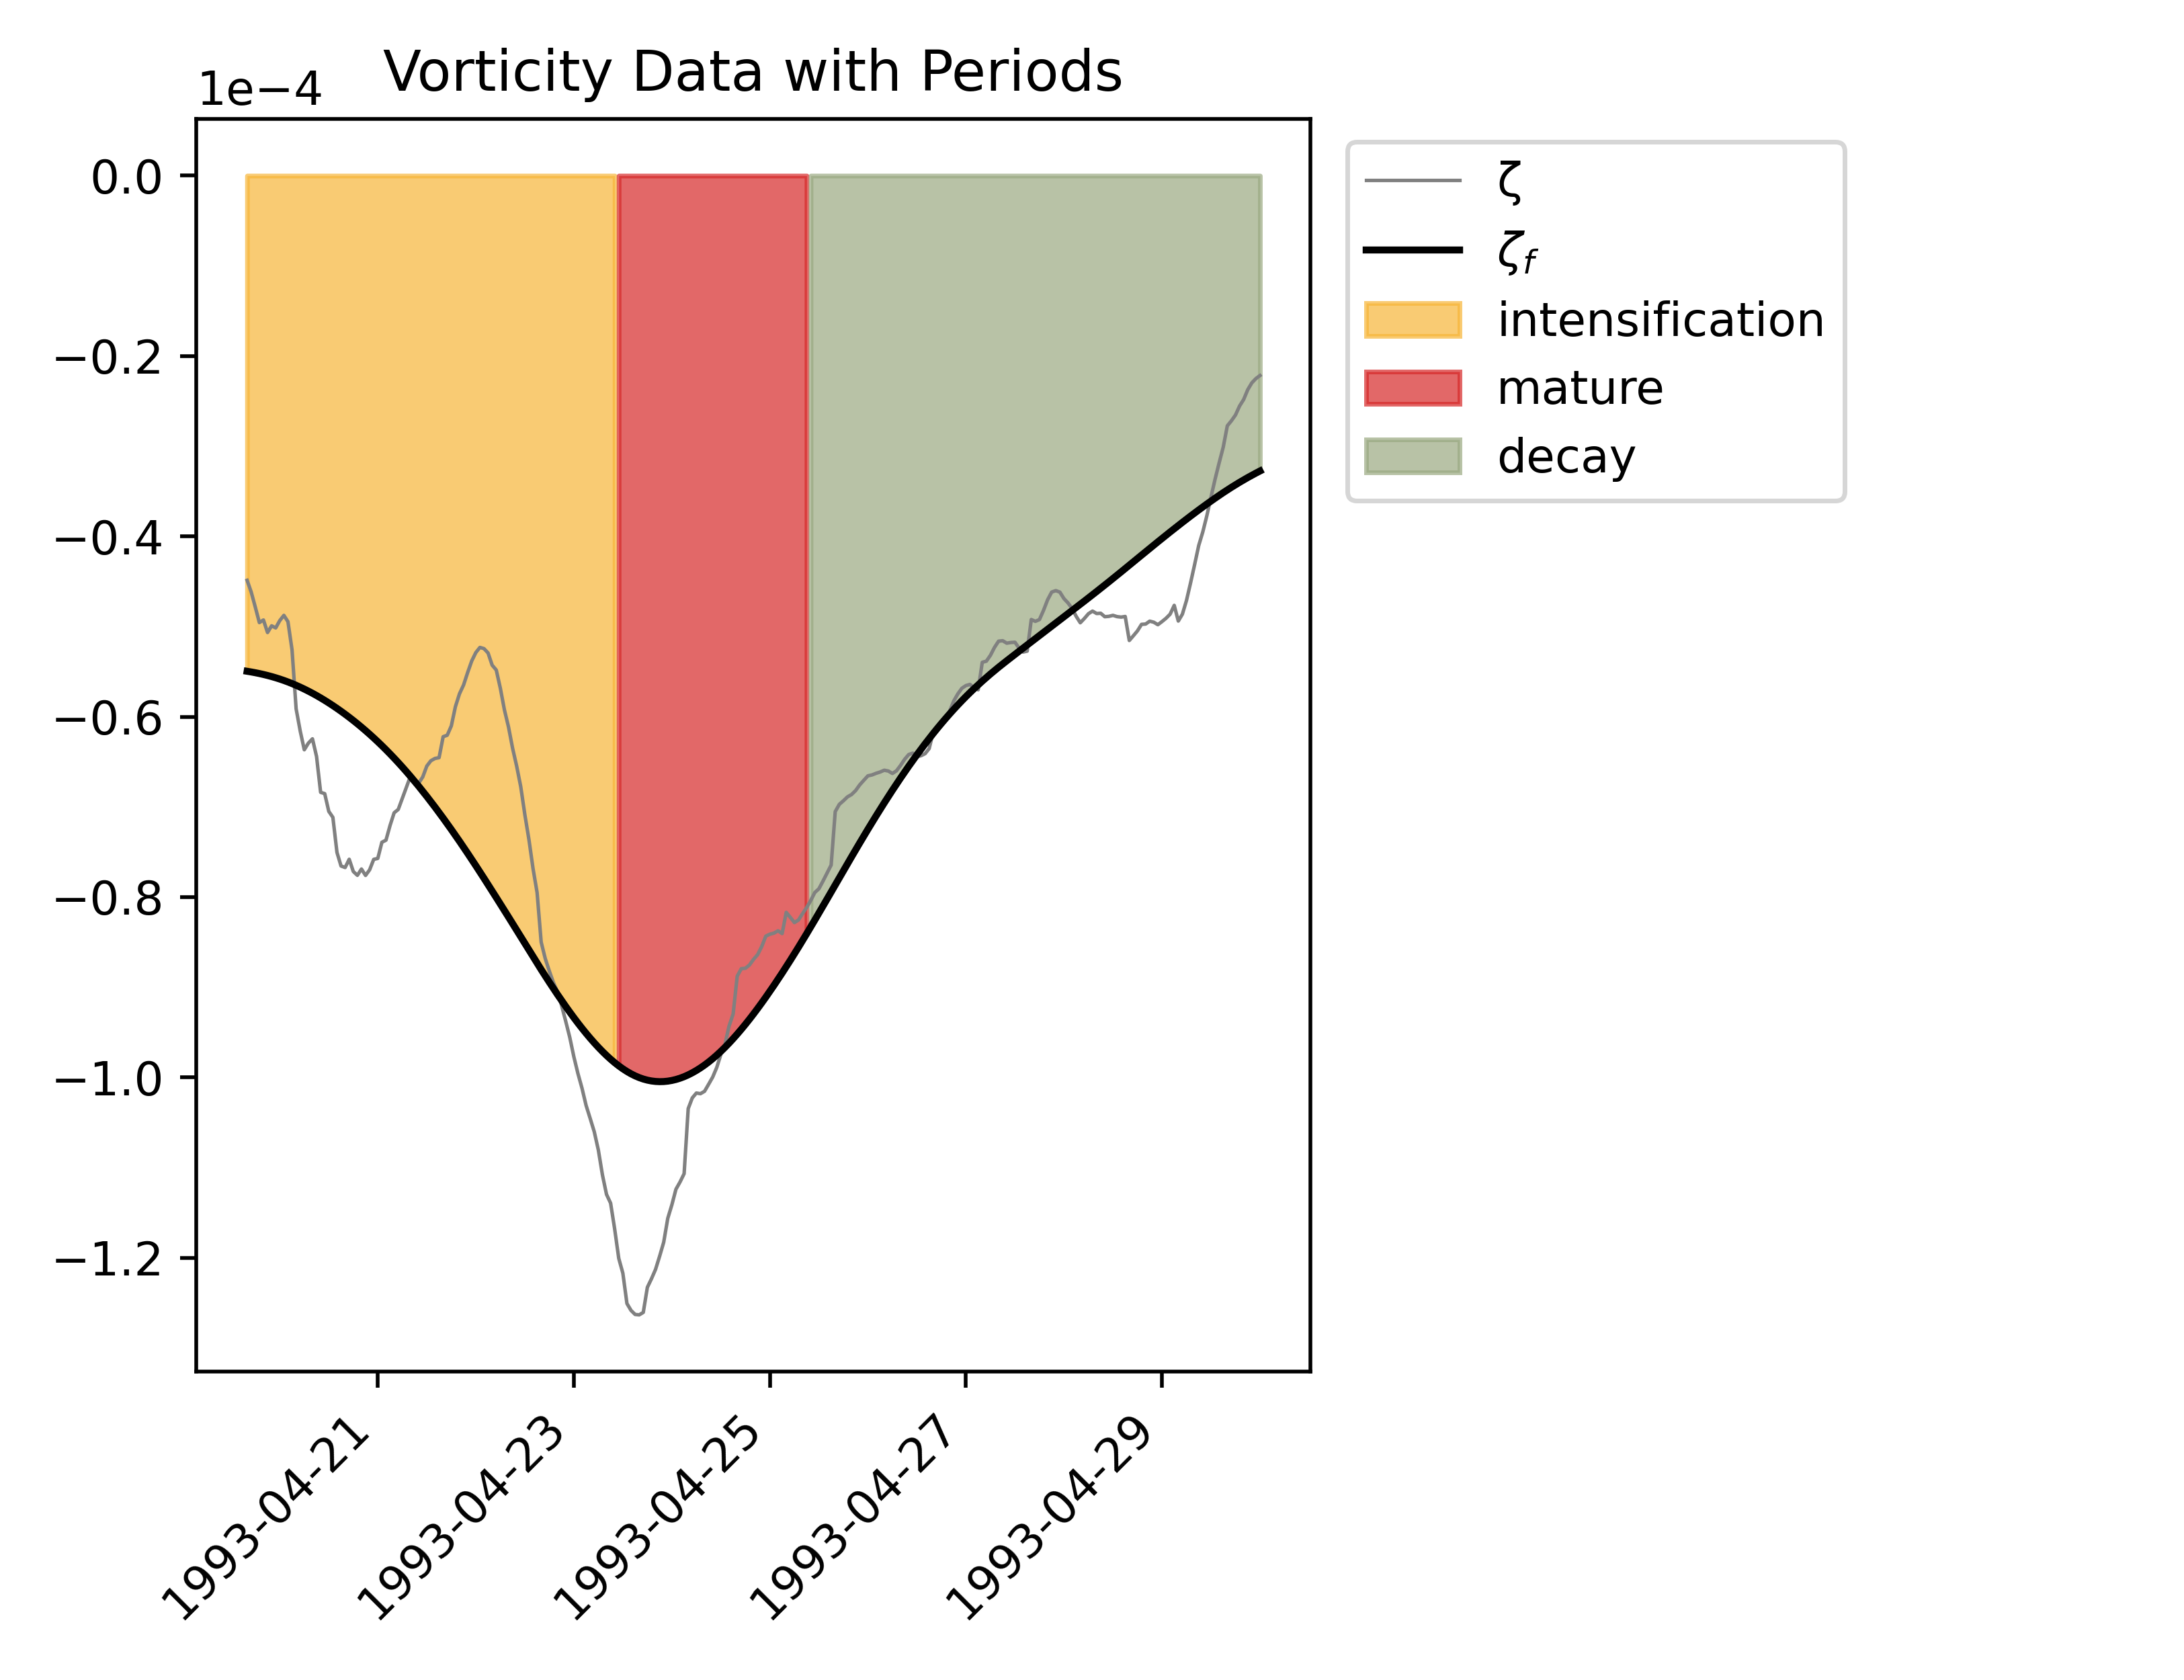 Vorticity Data with Periods
1e−4
0.0
−0.2
−0.4
−0.6
−0.8
−1.0
−1.2
1993-04-21
1993-04-23
1993-04-25
1993-04-27
1993-04-29
ζ
ζf
intensification
mature
decay